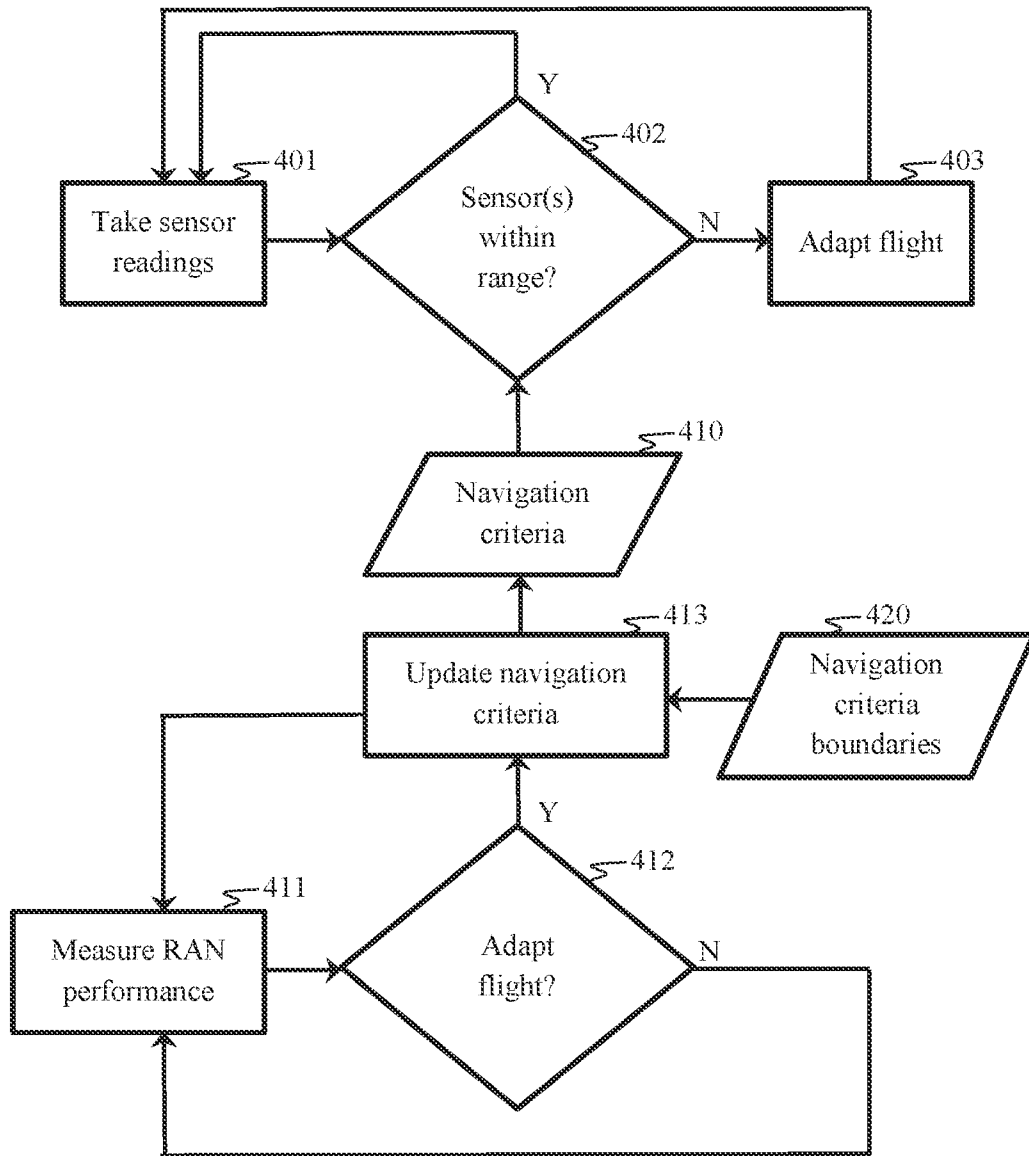 Y
402
401
403
Take sensor
readings
Sensor(s)
within
range?
N
Adapt flight
410
Navigation
criteria
413
420
Update navigation
criteria
Navigation
criteria
boundaries
Y
412
411
Measure RAN
performance
Adapt
flight?
N